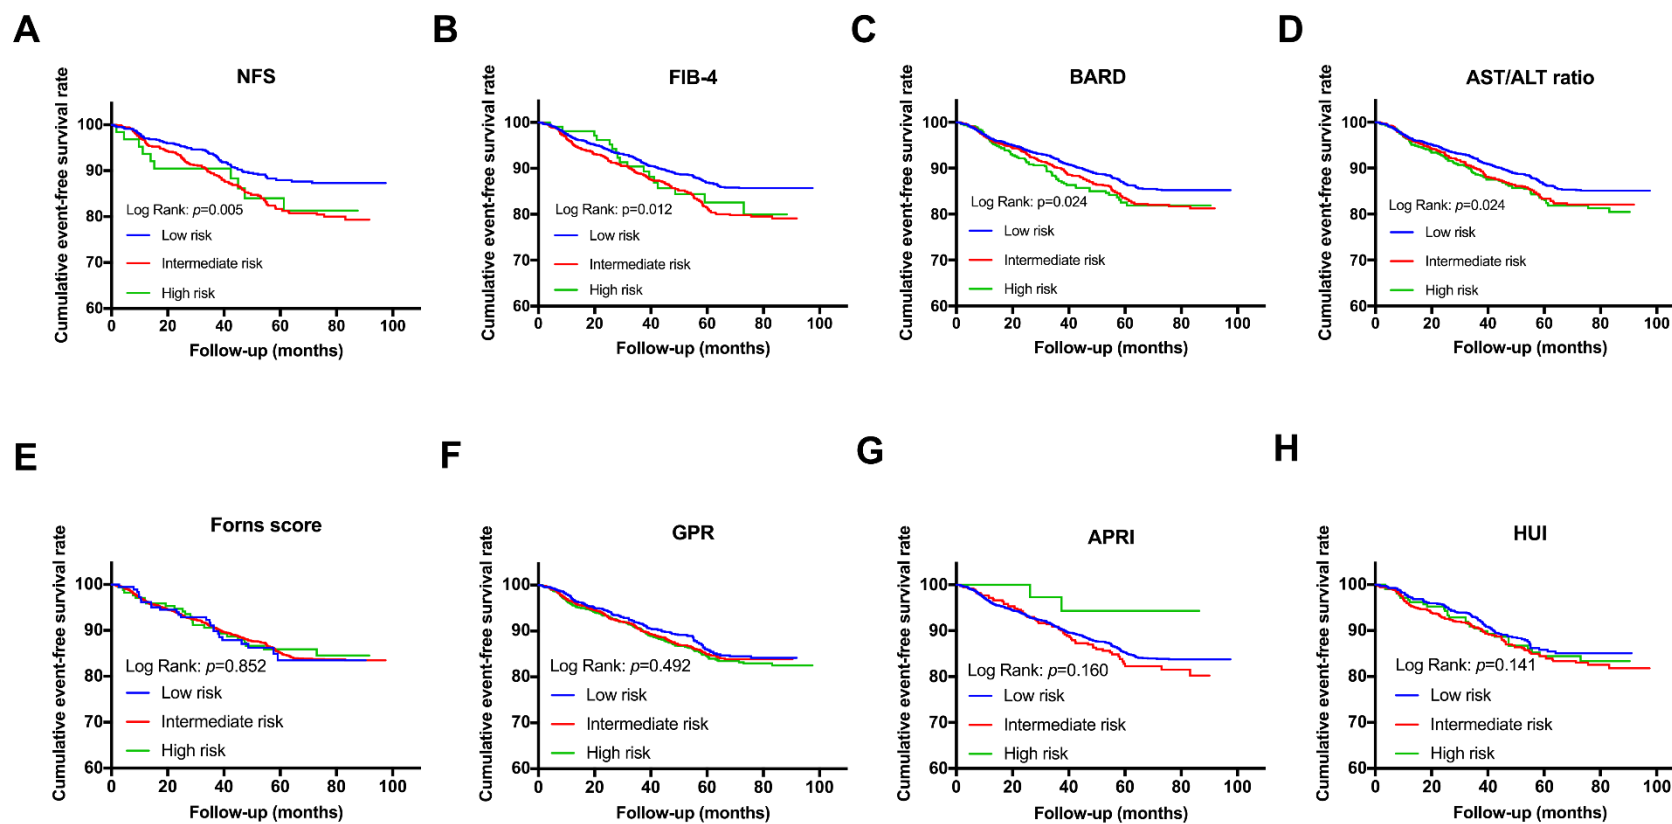 A
NFS
Cumulative event-free survival rate
100
90
80
70
60
Log Rank: p=0.005
Low risk
Intermediate risk
High risk
0 20 40 60 80 100
Follow-up (months)
B
FIB-4
Cumulative event-free survival rate
100
90
80
70
60
Log Rank: p=0.012
Low risk
Intermediate risk
High risk
0 20 40 60 80 100
Follow-up (months)
C
BARD
Cumulative event-free survival rate
100
90
80
70
60
Log Rank: p=0.024
Low risk
Intermediate risk
High risk
0 20 40 60 80 100
Follow-up (months)
D
AST/ALT ratio
Cumulative event-free survival rate
100
90
80
70
60
Log Rank: p=0.024
Low risk
Intermediate risk
High risk
0 20 40 60 80 100
Follow-up (months)
E
Forns score
Cumulative event-free survival rate
100
90
80
70
60
Log Rank: p=0.852
Low risk
Intermediate risk
High risk
0 20 40 60 80 100
Follow-up (months)
F
GPR
Cumulative event-free survival rate
100
90
80
70
60
Log Rank: p=0.492
Low risk
Intermediate risk
High risk
0 20 40 60 80 100
Follow-up (months)
G
APRI
Cumulative event-free survival rate
100
90
80
70
60
Log Rank: p=0.160
Low risk
Intermediate risk
High risk
0 20 40 60 80 100
Follow-up (months)
H
HUI
Cumulative event-free survival rate
100
90
80
70
60
Log Rank: p=0.141
Low risk
Intermediate risk
High risk
0 20 40 60 80 100
Follow-up (months)